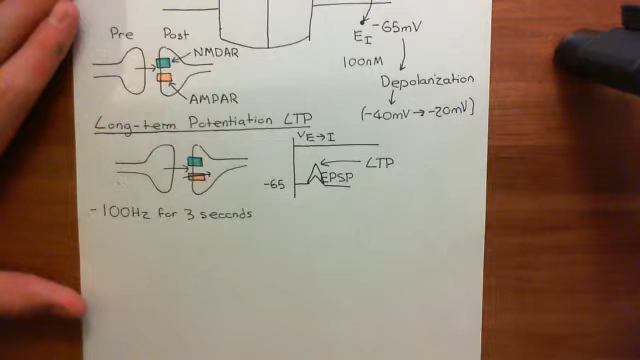 -65mV
E_I
100nM
Depolarization
(-40mV → -20mV]
Pre Post
NMDAR
AMPAR
Long-term Potentiation LTP
V E→I
LTP
-65
EPSP
-100Hz for 3 seconds